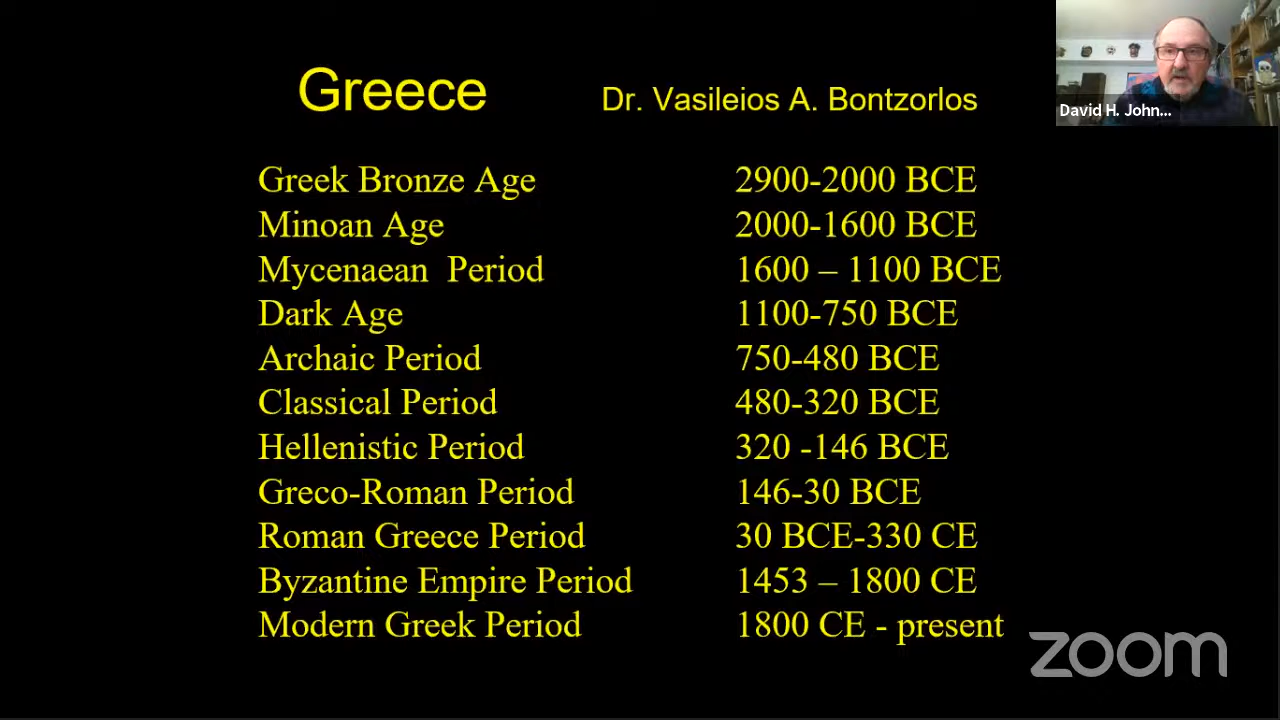 Greece Dr. Vasileios A. Bontzorlos
David H. John...
Greek Bronze Age 2900-2000 BCE
Minoan Age 2000-1600 BCE
Mycenaean Period 1600 – 1100 BCE
Dark Age 1100-750 BCE
Archaic Period 750-480 BCE
Classical Period 480-320 BCE
Hellenistic Period 320 -146 BCE
Greco-Roman Period 146-30 BCE
Roman Greece Period 30 BCE-330 CE
Byzantine Empire Period 1453 – 1800 CE
Modern Greek Period 1800 CE - present
zoom